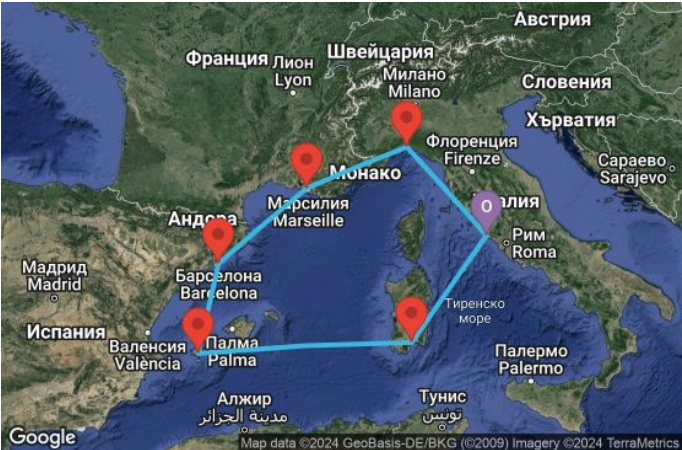 Австрия
Франция
Лион
Lyon
Швейцария
Милано
Milano
Словения
Хърватия
Флоренция
Firenze
Сараево
Sarajevo
Монако
Марсилия
Marseille
О
алия
Андора
Рим
Roma
Мадрид
Madrid
Барселона
Barcelona
Тиренско
море
Испания
Валенсия
València
Палма
Palma
Палермо
Palermo
Алжир
مدينة الجزائر
Тунис
تونس
Google
Map data ©2024 GeoBasis-DE/BKG (©2009) Imagery ©2024 TerraMetrics